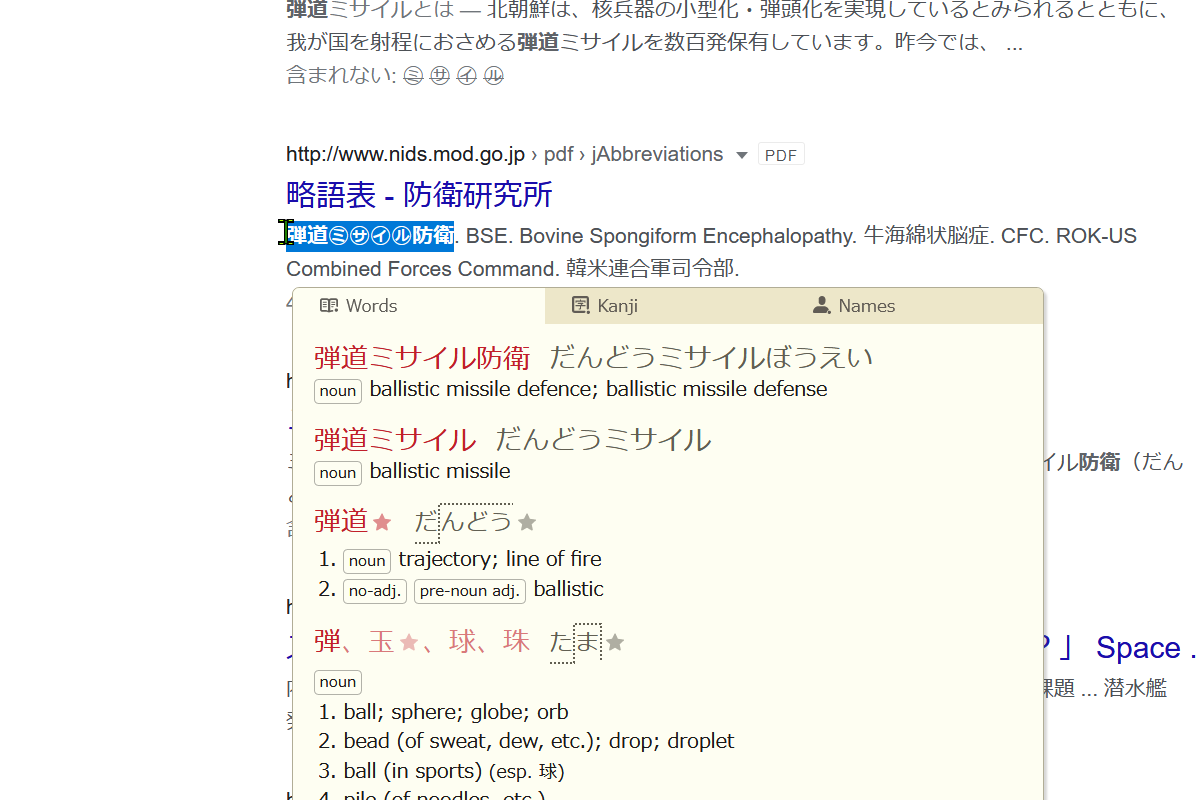 弾道ミサイルとは — 北朝鮮は、核兵器の小型化・弾頭化を実現しているとみられるとともに、
我が国を射程におさめる弾道ミサイルを数百発保有しています。昨今では、 ...
含まれない: ㋯ ㋚ ㋑ ㋸
http://www.nids.mod.go.jp › pdf › jAbbreviations PDF
略語表 - 防衛研究所
弾道㋯㋚㋑㋸防衛. BSE. Bovine Spongiform Encephalopathy. 牛海綿状脳症. CFC. ROK-US
Combined Forces Command. 韓米連合軍司令部.
Words Kanji Names
弾道ミサイル防衛 だんどうミサイルぼうえい
noun ballistic missile defence; ballistic missile defense
弾道ミサイル だんどうミサイル
noun ballistic missile
弾道★ だんどう★
1. noun trajectory; line of fire
2. no-adj. pre-noun adj. ballistic
弾、玉★、球、珠 たま★
noun
1. ball; sphere; globe; orb
2. bead (of sweat, dew, etc.); drop; droplet
3. ball (in sports) (esp. 球)
4. pile (of noodles, etc.)
イル防衛（だん
？」 Space .
課題 ... 潜水艦